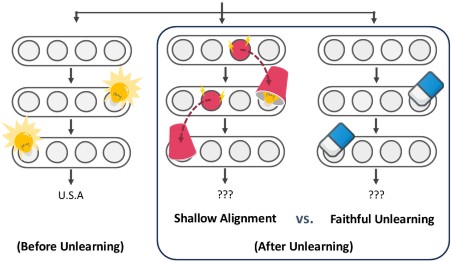 U.S.A
???
???
Shallow Alignment vs. Faithful Unlearning
(Before Unlearning)
(After Unlearning)